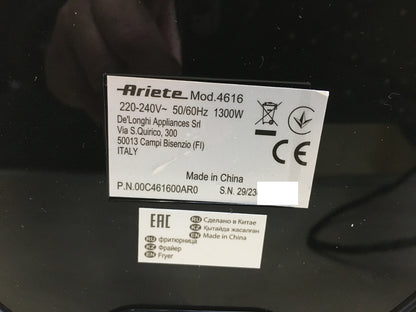 Ariete Mod.4616
220-240V~ 50/60Hz 1300W
De'Longhi Appliances Srl
Via S.Quirico, 300
50013 Campi Bisenzio (FI)
ITALY
CE
Made in China
P.N.00C461600AR0 S.N. 29/23
EAC
RU Сделано в Китае
KZ Қытайда жасалған
EN Made in China
RU фритюрница
KZ Фрайер
EN Fryer